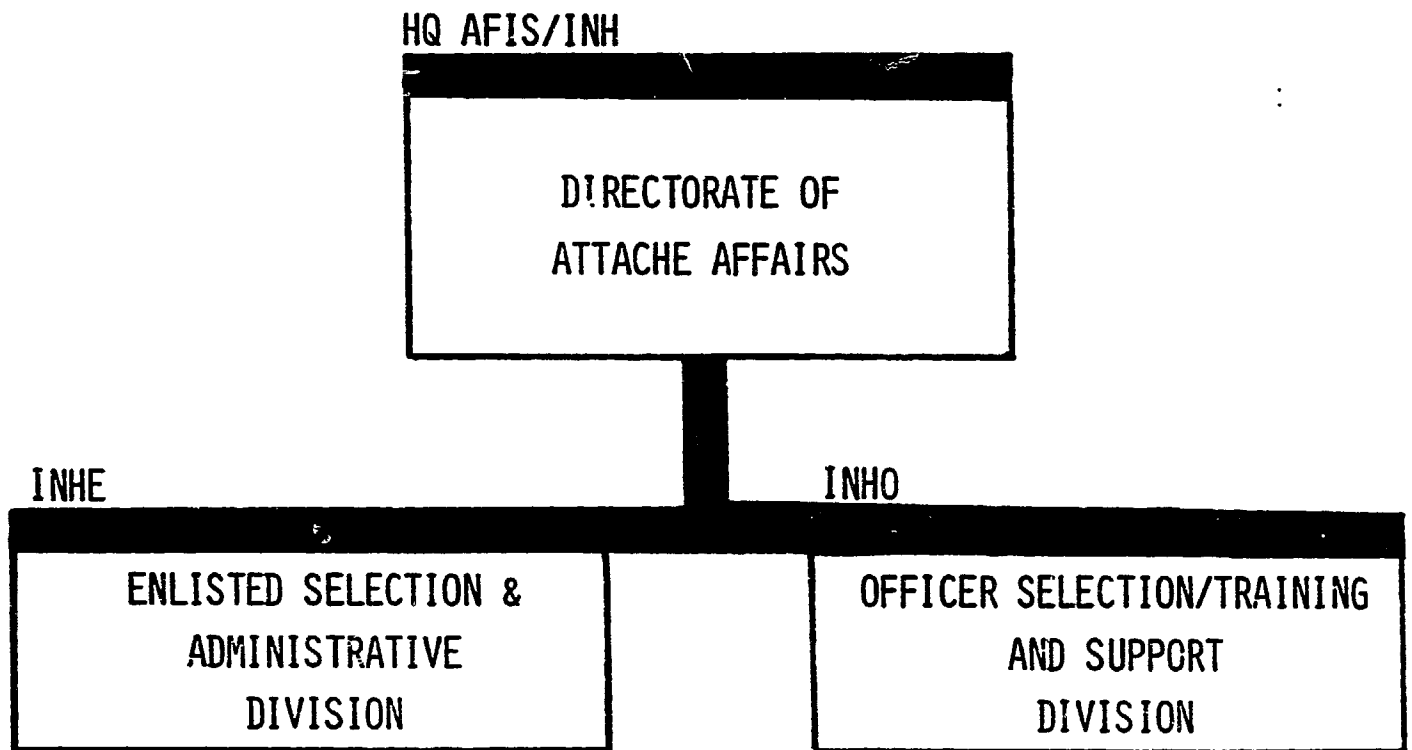 HQ AFIS/INH
DIRECTORATE OF
ATTACHE AFFAIRS
INHE
INHO
ENLISTED SELECTION &
ADMINISTRATIVE
DIVISION
OFFICER SELECTION/TRAINING
AND SUPPORT
DIVISION